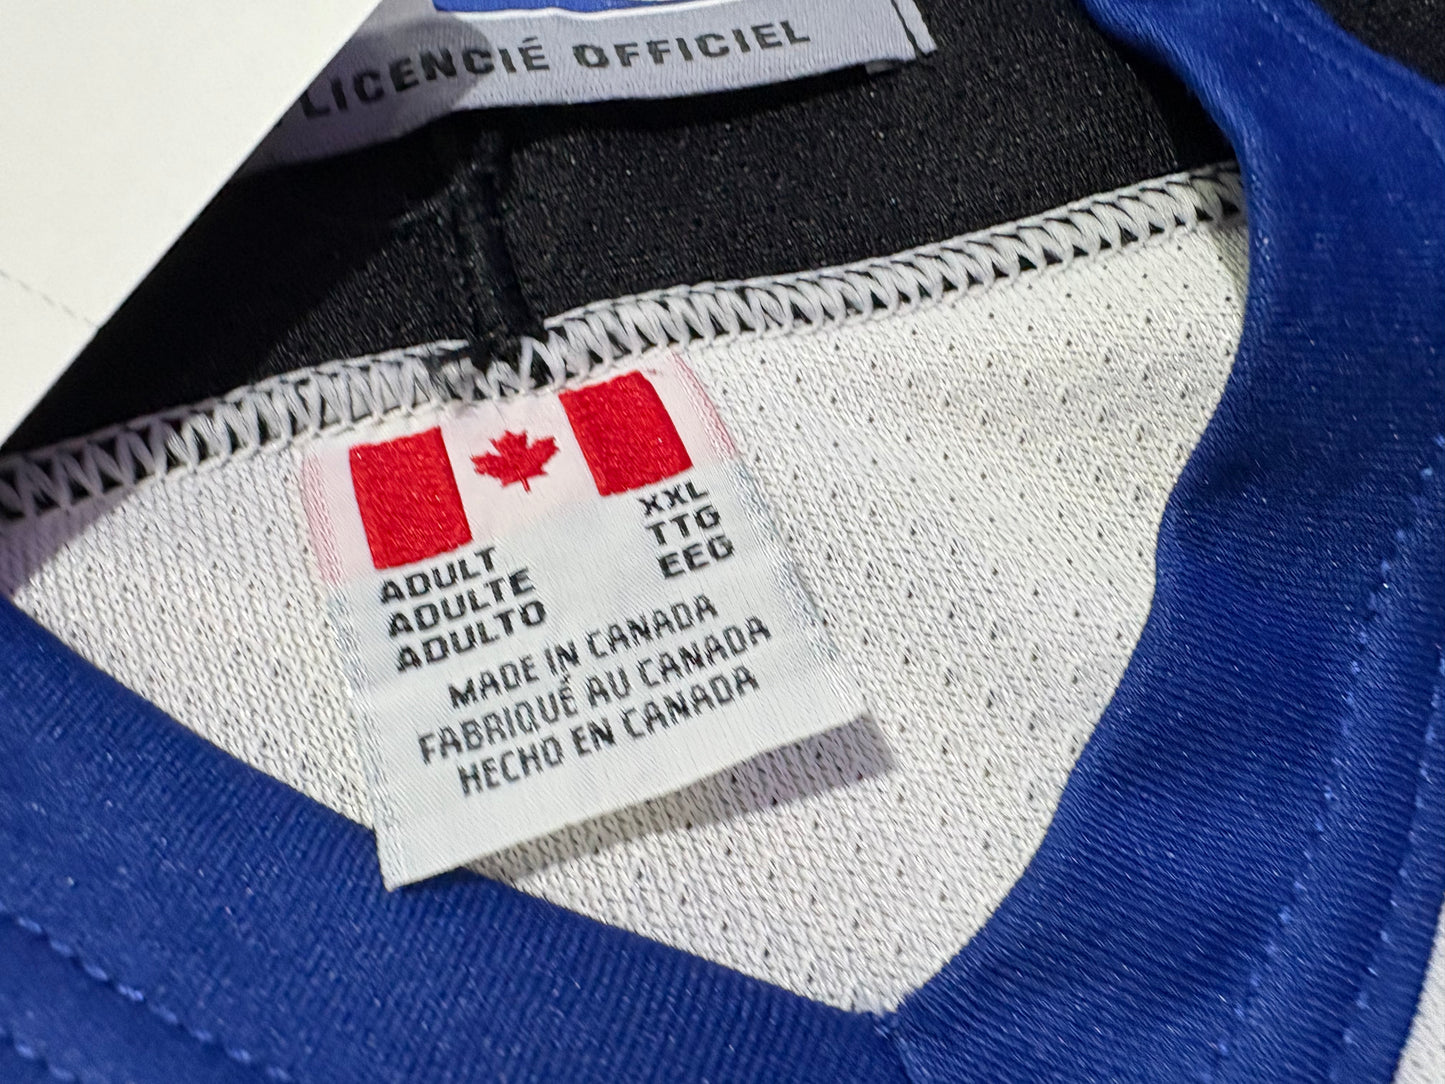 LICENCIÉ OFFICIEL
ADULT XXL
ADULTE TTG
ADULTO EEG
MADE IN CANADA
FABRIQUÉ AU CANADA
HECHO EN CANADA